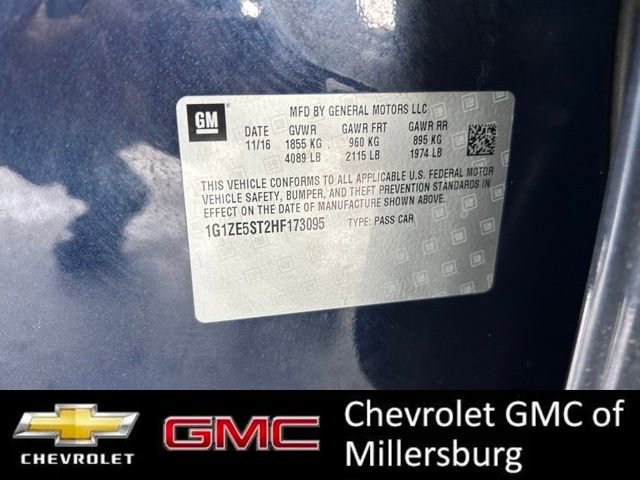 GM
MFD BY GENERAL MOTORS LLC
DATE GVWR GAWR FRT GAWR RR
11/16 1855 KG 960 KG 895 KG
4089 LB 2115 LB 1974 LB
THIS VEHICLE CONFORMS TO ALL APPLICABLE U.S. FEDERAL MOTOR
VEHICLE SAFETY, BUMPER, AND THEFT PREVENTION STANDARDS IN
EFFECT ON THE DATE OF MANUFACTURE SHOWN ABOVE.
1G1ZE5ST2HF173095 TYPE: PASS CAR
CHEVROLET
GMC
Chevrolet GMC of
Millersburg